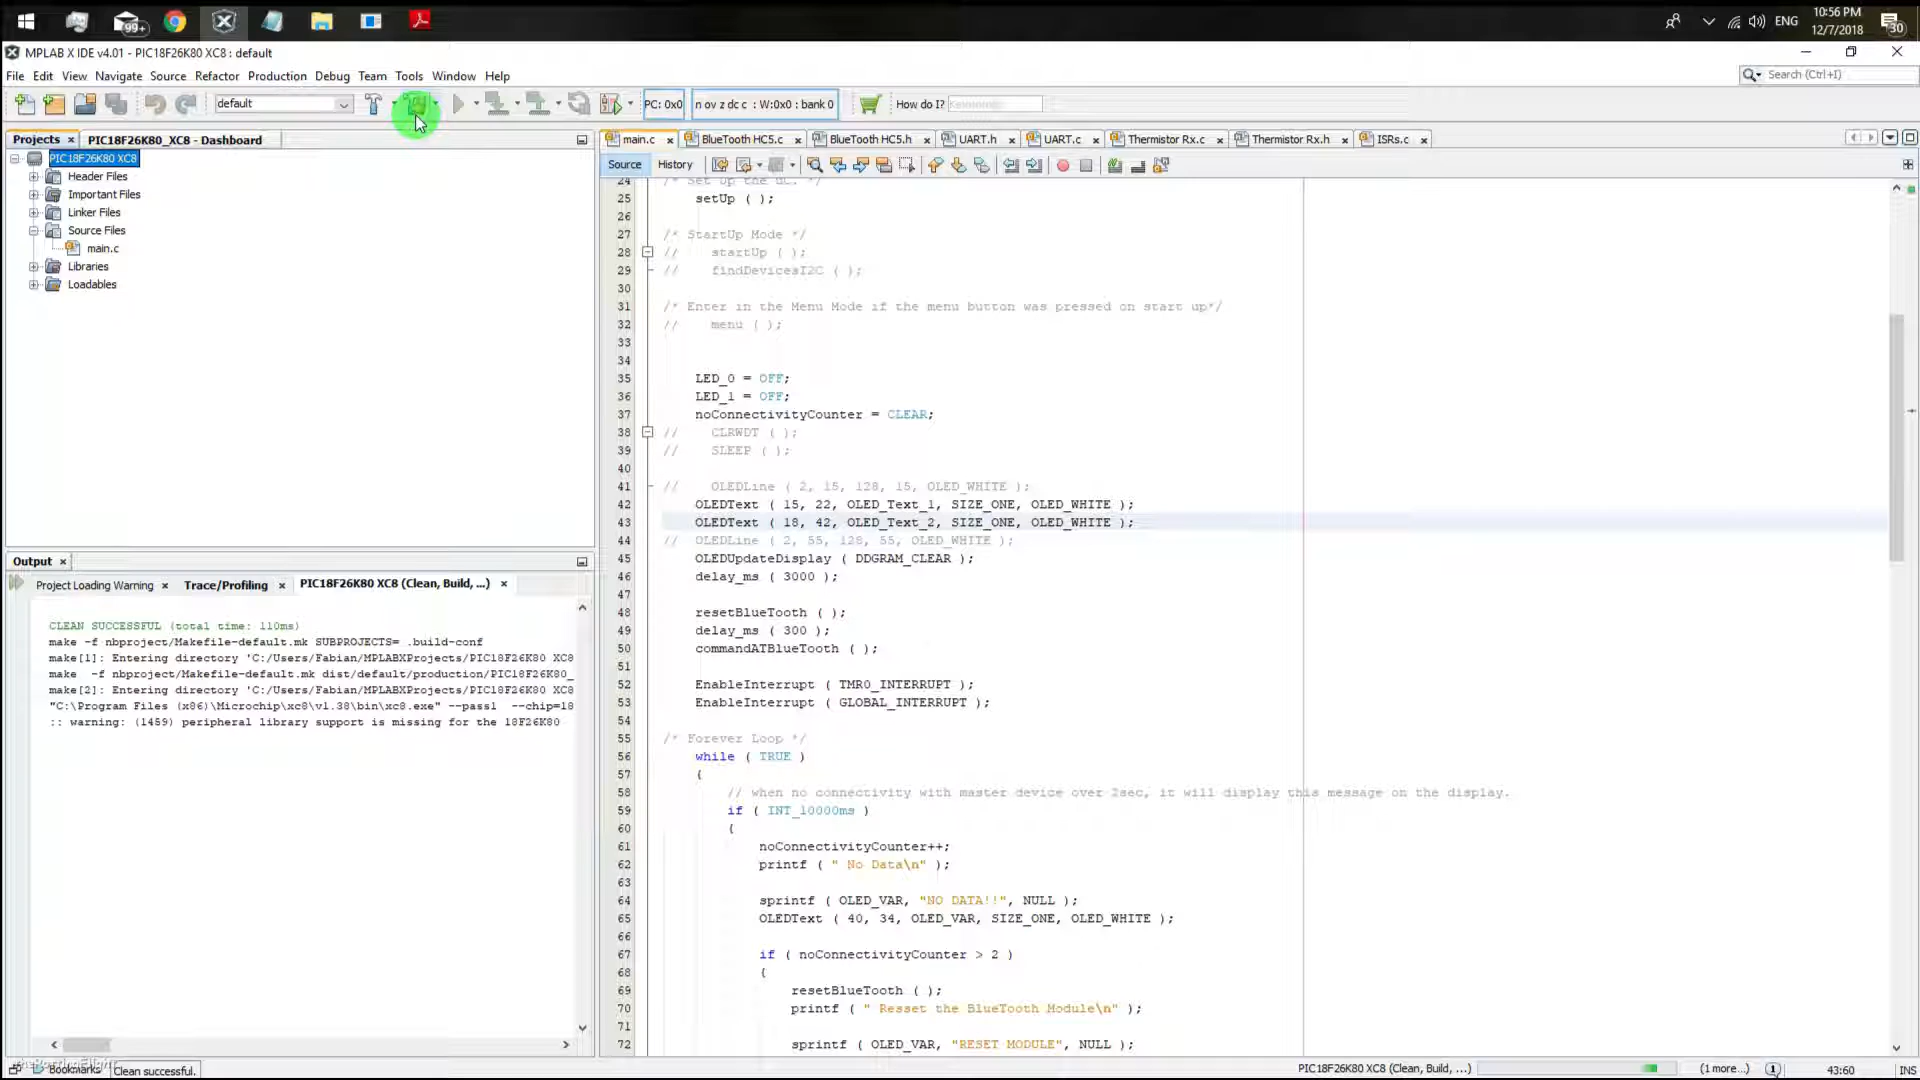 99+
ENG
10:56 PM
12/7/2018
30
MPLAB X IDE v4.01 - PIC18F26K80 XC8 : default
File Edit View Navigate Source Refactor Production Debug Team Tools Window Help
Search (Ctrl+I)
default
PC: 0x0
n ov z dc c : W:0x0 : bank 0
How do I?
Projects
PIC18F26K80_XC8 - Dashboard
PIC18F26K80 XC8
Header Files
Important Files
Linker Files
Source Files
main.c
Libraries
Loadables
Output
Project Loading Warning
Trace/Profiling
PIC18F26K80 XC8 (Clean, Build, ...)
CLEAN SUCCESSFUL (total time: 110ms)
make -f nbproject/Makefile-default.mk SUBPROJECTS= .build-conf
make[1]: Entering directory 'C:/Users/Fabian/MPLABXProjects/PIC18F26K80 XC8
make  -f nbproject/Makefile-default.mk dist/default/production/PIC18F26K80_
make[2]: Entering directory 'C:/Users/Fabian/MPLABXProjects/PIC18F26K80 XC8
"C:\Program Files (x86)\Microchip\xc8\v1.38\bin\xc8.exe" --pass1  --chip=18
:: warning: (1459) peripheral library support is missing for the 18F26K80
main.c BlueTooth HC5.c BlueTooth HC5.h UART.h UART.c Thermistor Rx.c Thermistor Rx.h ISRs.c
Source History
24 /* Set Up the uC. */
25 setUp ( );
26
27 /* StartUp Mode */
28 // startUp ( );
29 // findDevicesI2C ( );
30
31 /* Enter in the Menu Mode if the menu button was pressed on start up*/
32 // menu ( );
33
34
35 LED_0 = OFF;
36 LED_1 = OFF;
37 noConnectivityCounter = CLEAR;
38 // CLRWDT ( );
39 // SLEEP ( );
40
41 // OLEDLine ( 2, 15, 128, 15, OLED_WHITE );
42 OLEDText ( 15, 22, OLED_Text_1, SIZE_ONE, OLED_WHITE );
43 OLEDText ( 18, 42, OLED_Text_2, SIZE_ONE, OLED_WHITE );
44 // OLEDLine ( 2, 55, 128, 55, OLED_WHITE );
45 OLEDUpdateDisplay ( DDGRAM_CLEAR );
46 delay_ms ( 3000 );
47
48 resetBlueTooth ( );
49 delay_ms ( 300 );
50 commandATBlueTooth ( );
51
52 EnableInterrupt ( TMR0_INTERRUPT );
53 EnableInterrupt ( GLOBAL_INTERRUPT );
54
55 /* Forever Loop */
56 while ( TRUE )
57 {
58 // when no connectivity with master device over 2sec, it will display this message on the display.
59 if ( INT_10000ms )
60 {
61 noConnectivityCounter++;
62 printf ( " No Data\n" );
63
64 sprintf ( OLED_VAR, "NO DATA!!", NULL );
65 OLEDText ( 40, 34, OLED_VAR, SIZE_ONE, OLED_WHITE );
66
67 if ( noConnectivityCounter > 2 )
68 {
69 resetBlueTooth ( );
70 printf ( " Resset the BlueTooth Module\n" );
71
72 sprintf ( OLED_VAR, "RESET MODULE", NULL );
Bookmarks
Clean successful.
PIC18F26K80 XC8 (Clean, Build, ...)
(1 more...)
43:60
INS